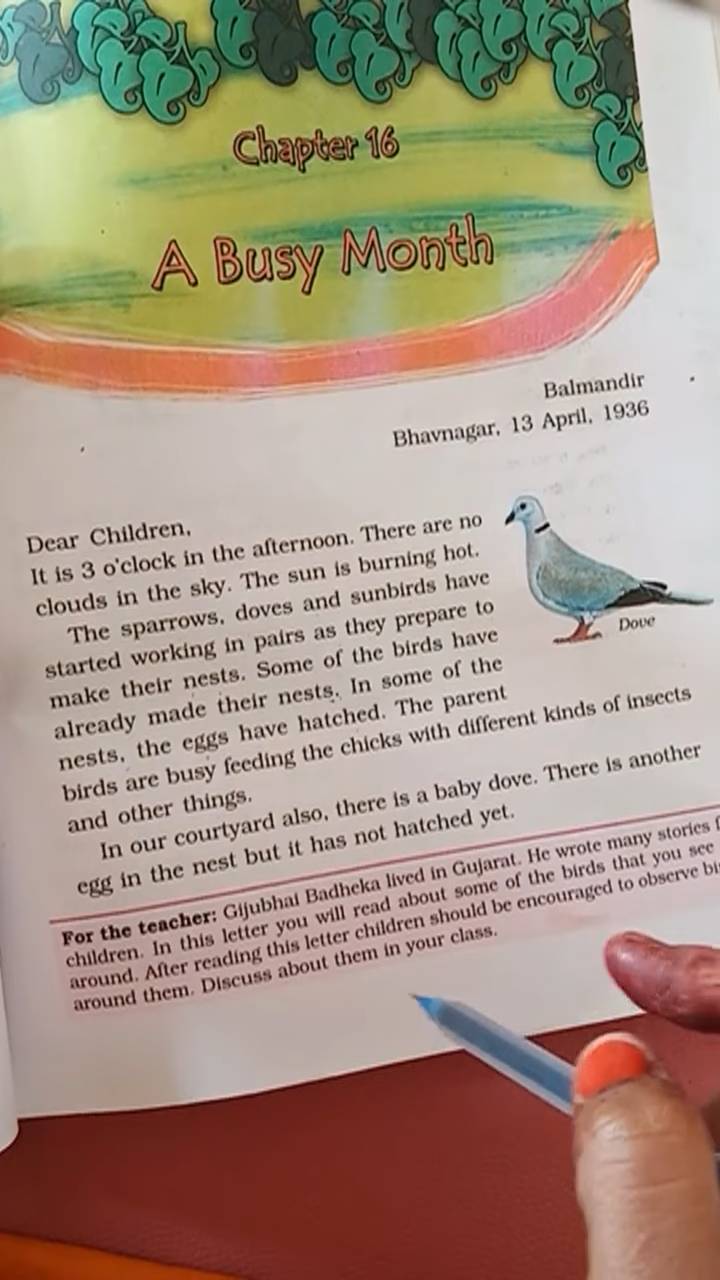 Chapter 16
A Busy Month
Balmandir
Bhavnagar, 13 April, 1936
Dear Children,
It is 3 o'clock in the afternoon. There are no
clouds in the sky. The sun is burning hot.
The sparrows, doves and sunbirds have
started working in pairs as they prepare to
make their nests. Some of the birds have
already made their nests. In some of the
nests, the eggs have hatched. The parent
birds are busy feeding the chicks with different kinds of insects
and other things.
Dove
In our courtyard also, there is a baby dove. There is another
egg in the nest but it has not hatched yet.
For the teacher: Gijubhai Badheka lived in Gujarat. He wrote many stories
children. In this letter you will read about some of the birds that you see
around. After reading this letter children should be encouraged to observe
around them. Discuss about them in your class.